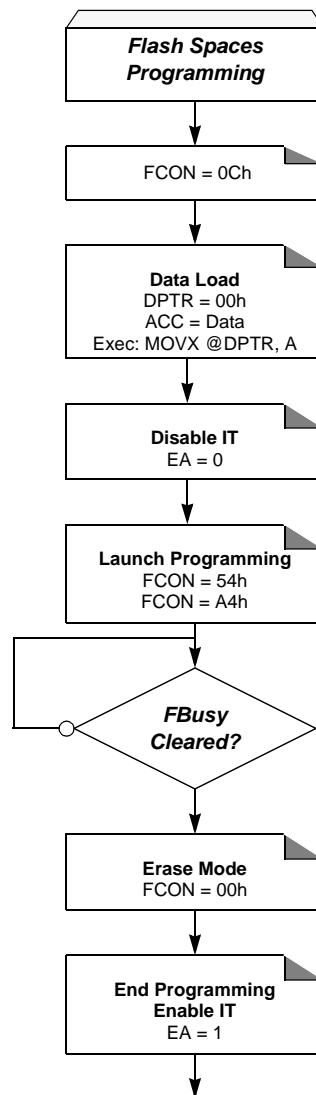 Flash Spaces
Programming
FCON = 0Ch
Data Load
DPTR = 00h
ACC = Data
Exec: MOVX @DPTR, A
Disable IT
EA = 0
Launch Programming
FCON = 54h
FCON = A4h
FBusy
Cleared?
Erase Mode
FCON = 00h
End Programming
Enable IT
EA = 1